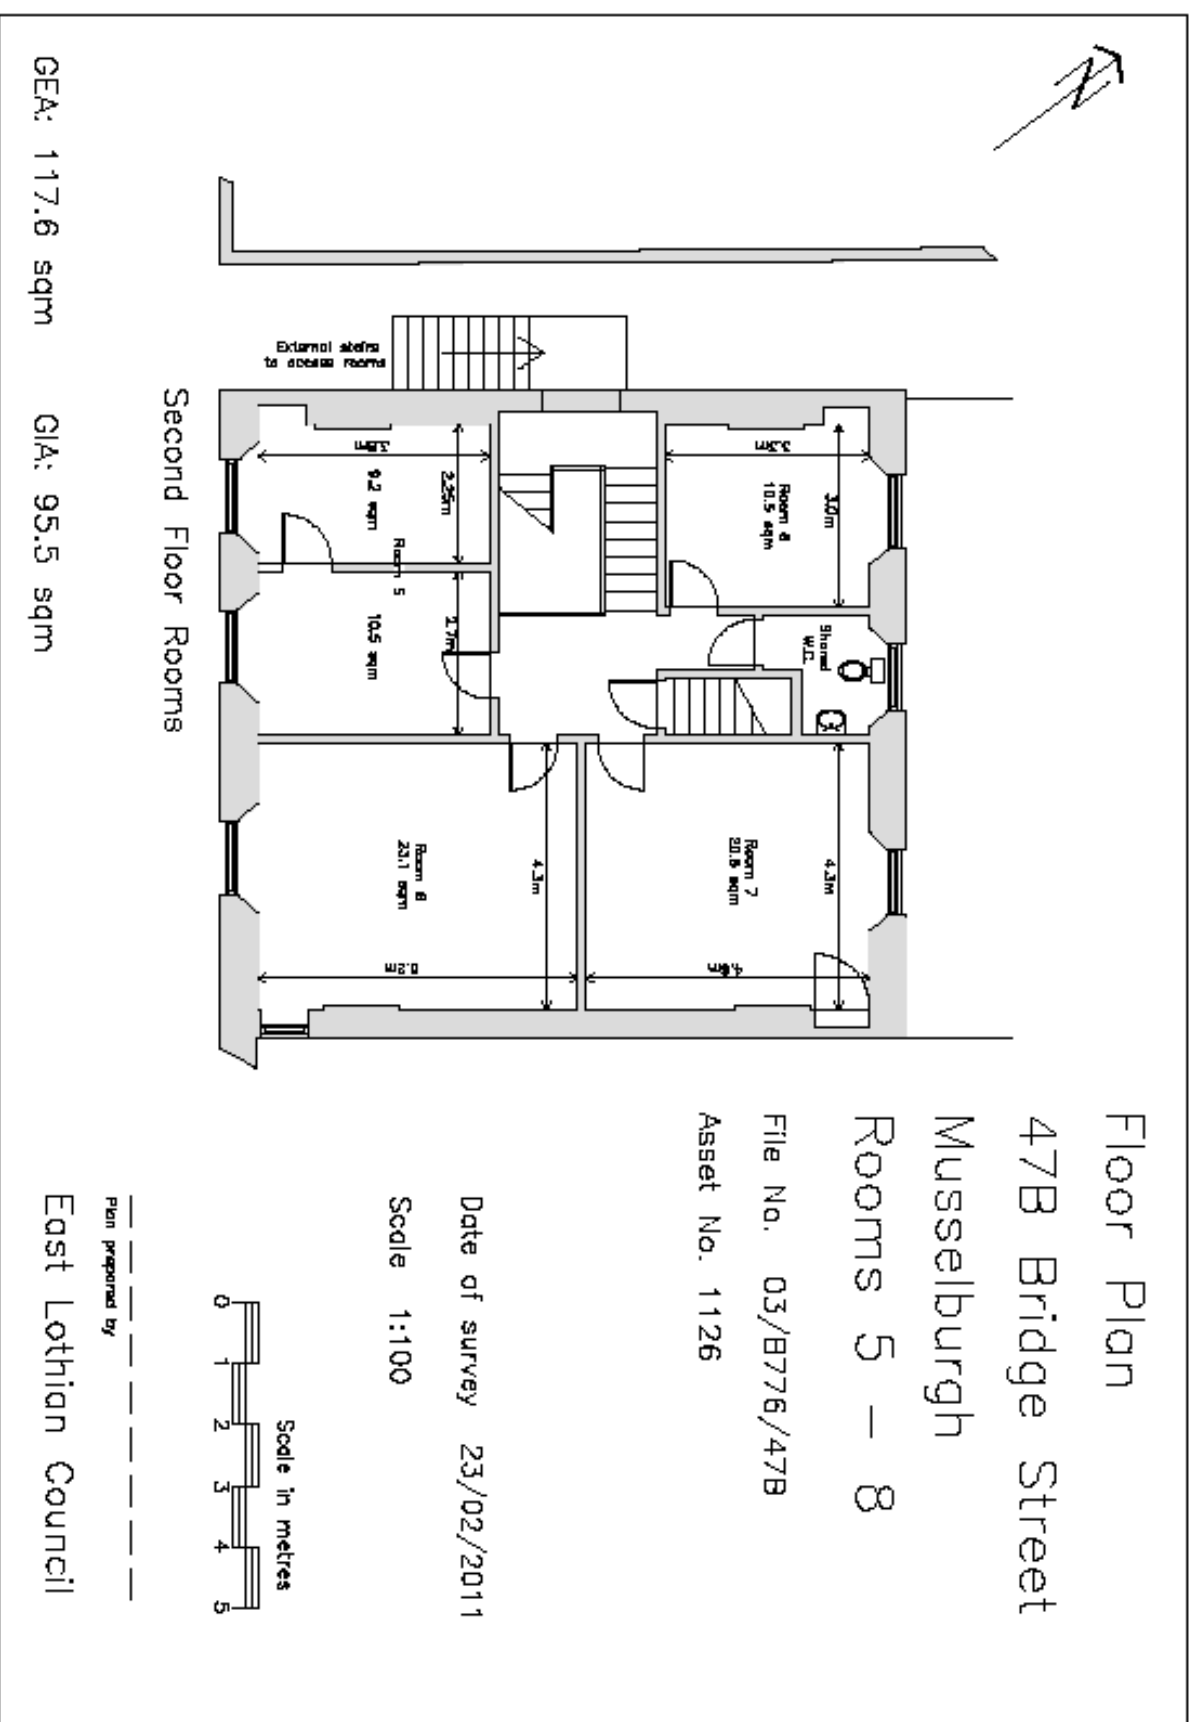 Floor Plan
47B Bridge Street
Musselburgh
Rooms 5 - 8
File No. 03/B776/47B
Asset No. 1126
Date of survey 23/02/2011
Scale 1:100
Scale in metres
0 1 2 3 4 5
Plan prepared by
East Lothian Council
N
3.3m
3.0m
10.5 sqm
Shared
W.C.
Room 7
20.6 sqm
4.3m
4.3m
23.1 sqm
External stairs
to access rooms
2.25m
9.2 sqm
Room 5
2.7m
10.5 sqm
Second Floor Rooms
GEA: 117.6 sqm GIA: 95.5 sqm